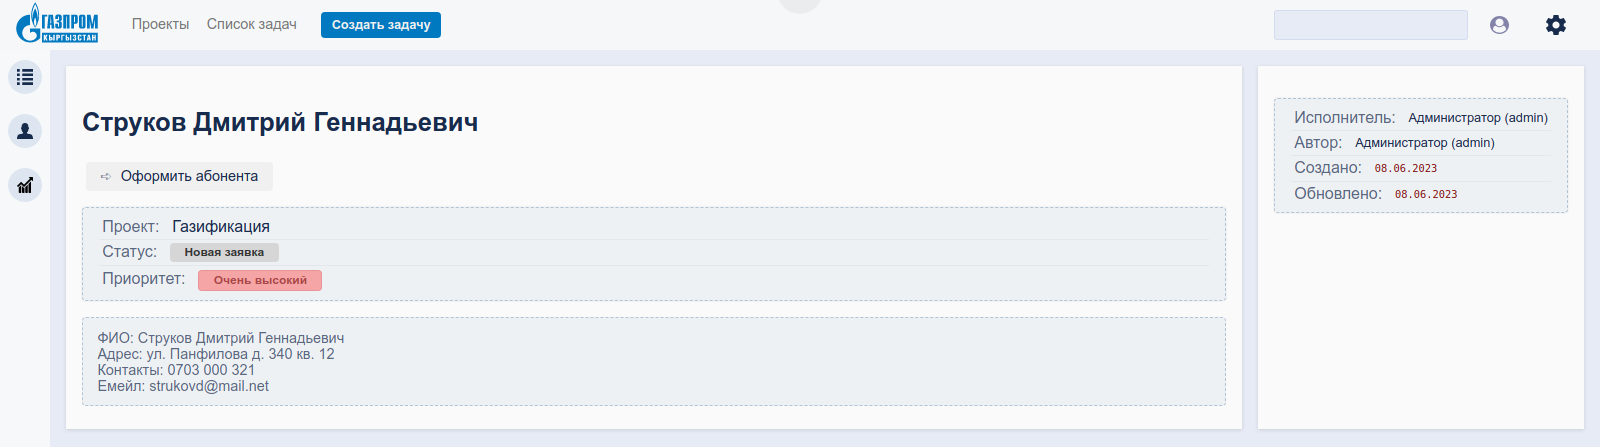 ГАЗПРОМ
КЫРГЫЗСТАН
Проекты Список задач Создать задачу
Струков Дмитрий Геннадьевич
➪ Оформить абонента
Проект: Газификация
Статус: Новая заявка
Приоритет: Очень высокий
ФИО: Струков Дмитрий Геннадьевич
Адрес: ул. Панфилова д. 340 кв. 12
Контакты: 0703 000 321
Емейл: strukovd@mail.net
Исполнитель: Администратор (admin)
Автор: Администратор (admin)
Создано: 08.06.2023
Обновлено: 08.06.2023